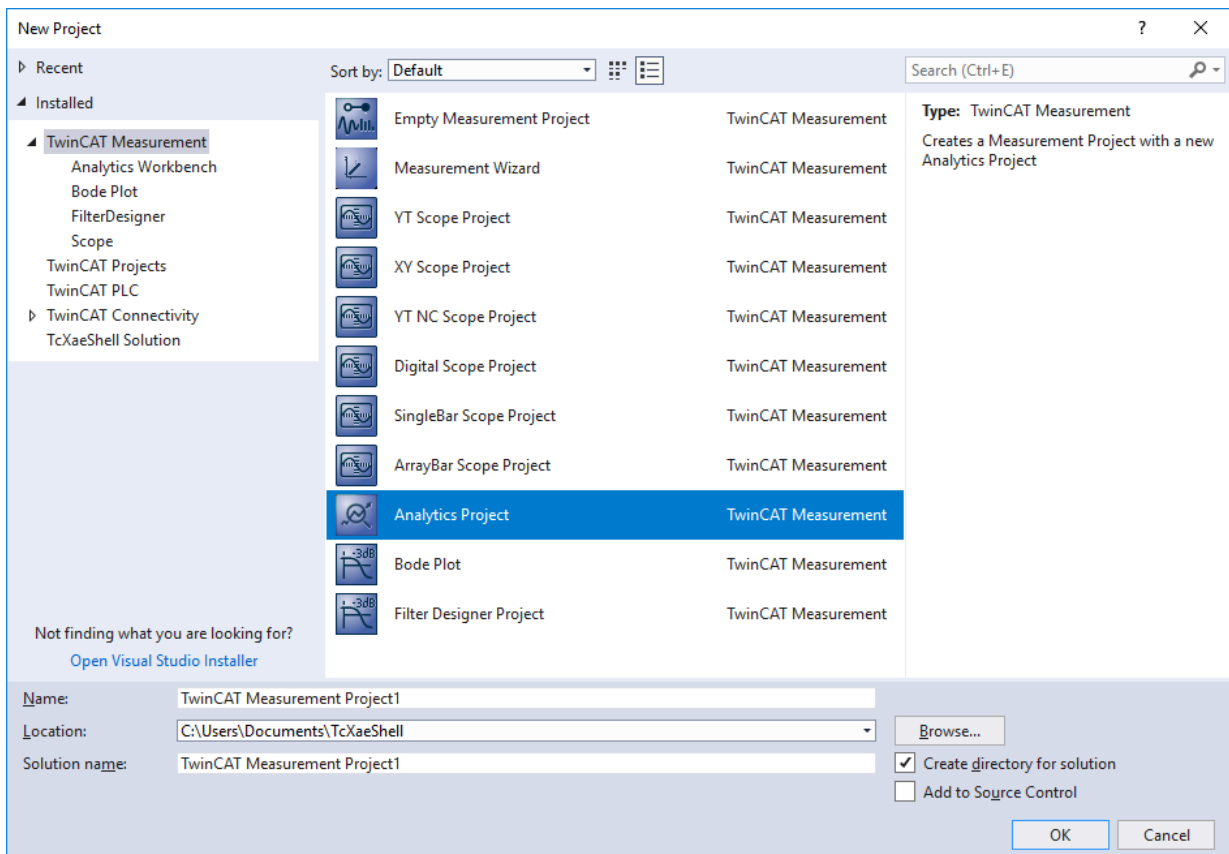 New Project
?
Recent
Installed
TwinCAT Measurement
Analytics Workbench
Bode Plot
FilterDesigner
Scope
TwinCAT Projects
TwinCAT PLC
TwinCAT Connectivity
TcXaeShell Solution
Not finding what you are looking for?
Open Visual Studio Installer
Sort by: Default
Empty Measurement Project TwinCAT Measurement
Measurement Wizard TwinCAT Measurement
YT Scope Project TwinCAT Measurement
XY Scope Project TwinCAT Measurement
YT NC Scope Project TwinCAT Measurement
Digital Scope Project TwinCAT Measurement
SingleBar Scope Project TwinCAT Measurement
ArrayBar Scope Project TwinCAT Measurement
Analytics Project TwinCAT Measurement
-3dB
Bode Plot TwinCAT Measurement
-3dB
Filter Designer Project TwinCAT Measurement
Search (Ctrl+E)
Type: TwinCAT Measurement
Creates a Measurement Project with a new
Analytics Project
Name: TwinCAT Measurement Project1
Location: C:\Users\Documents\TcXaeShell Browse...
Solution name: TwinCAT Measurement Project1
Create directory for solution
Add to Source Control
OK Cancel